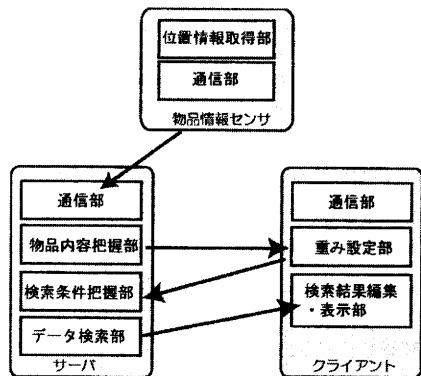 位置情報取得部
通信部
物品情報センサ
通信部
物品内容把握部
検索条件把握部
データ検索部
サーバ
通信部
重み設定部
検索結果編集
・表示部
クライアント